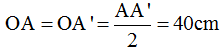 OA = OA' = AA'/2 = 40cm